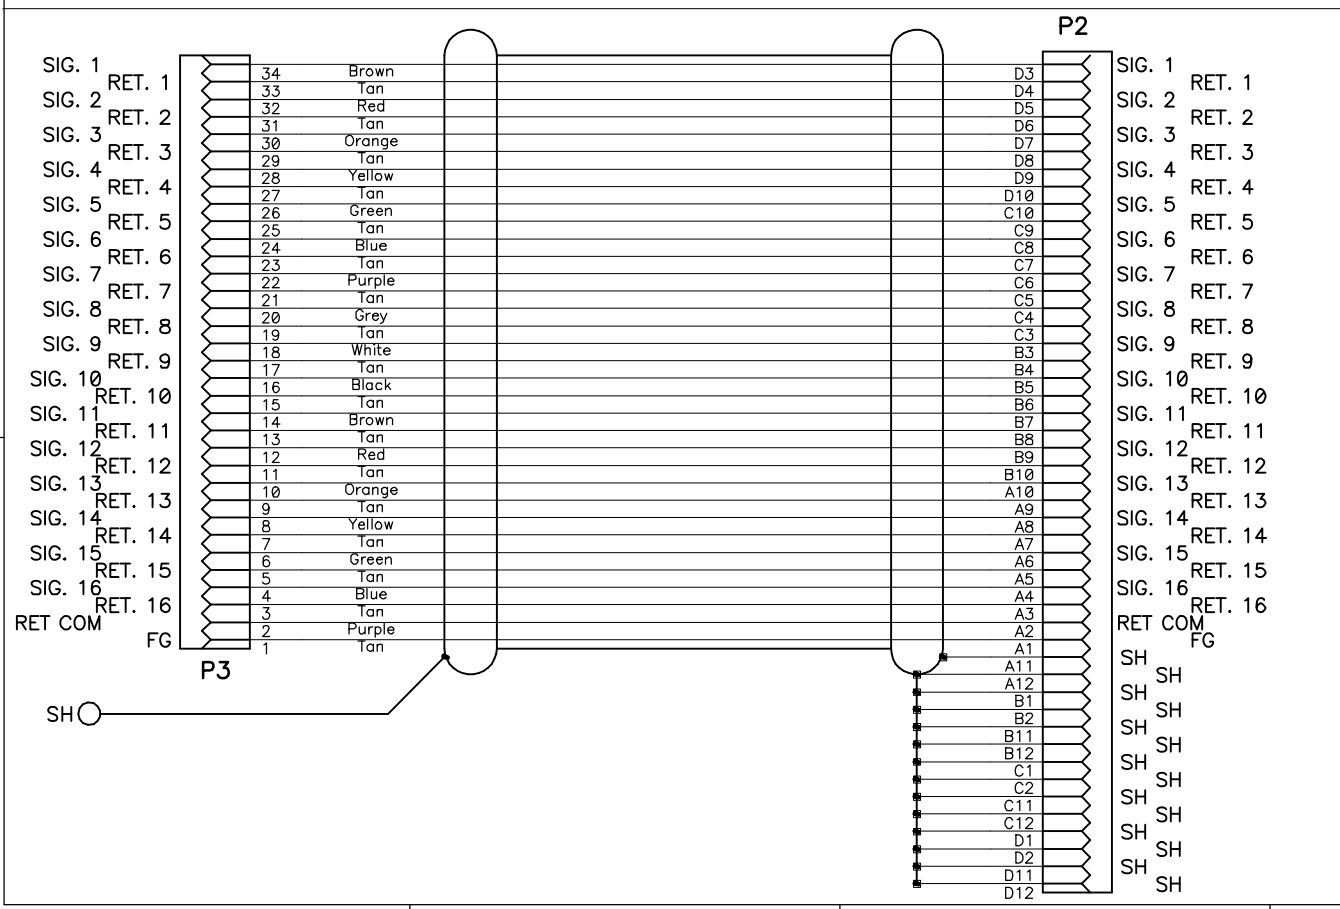 P2
SIG. 1 34 Brown D3 SIG. 1
RET. 1 33 Tan D4 RET. 1
SIG. 2 32 Red D5 SIG. 2
RET. 2 31 Tan D6 RET. 2
SIG. 3 30 Orange D7 SIG. 3
RET. 3 29 Tan D8 RET. 3
SIG. 4 28 Yellow D9 SIG. 4
RET. 4 27 Tan D10 RET. 4
SIG. 5 26 Green C10 SIG. 5
RET. 5 25 Tan C9 RET. 5
SIG. 6 24 Blue C8 SIG. 6
RET. 6 23 Tan C7 RET. 6
SIG. 7 22 Purple C6 SIG. 7
RET. 7 21 Tan C5 RET. 7
SIG. 8 20 Grey C4 SIG. 8
RET. 8 19 Tan C3 RET. 8
SIG. 9 18 White B3 SIG. 9
RET. 9 17 Tan B4 RET. 9
SIG. 10 16 Black B5 SIG. 10
RET. 10 15 Tan B6 RET. 10
SIG. 11 14 Brown B7 SIG. 11
RET. 11 13 Tan B8 RET. 11
SIG. 12 12 Red B9 SIG. 12
RET. 12 11 Tan B10 RET. 12
SIG. 13 10 Orange A10 SIG. 13
RET. 13 9 Tan A9 RET. 13
SIG. 14 8 Yellow A8 SIG. 14
RET. 14 7 Tan A7 RET. 14
SIG. 15 6 Green A6 SIG. 15
RET. 15 5 Tan A5 RET. 15
SIG. 16 4 Blue A4 SIG. 16
RET. 16 3 Tan A3 RET. 16
RET COM 2 Purple A2 RET COM
FG 1 Tan A1 FG
P3
A11 SH
A12 SH
B1 SH
SH B2 SH
B11 SH
B12 SH
C1 SH
C2 SH
C11 SH
C12 SH
D1 SH
D2 SH
D11 SH
D12 SH